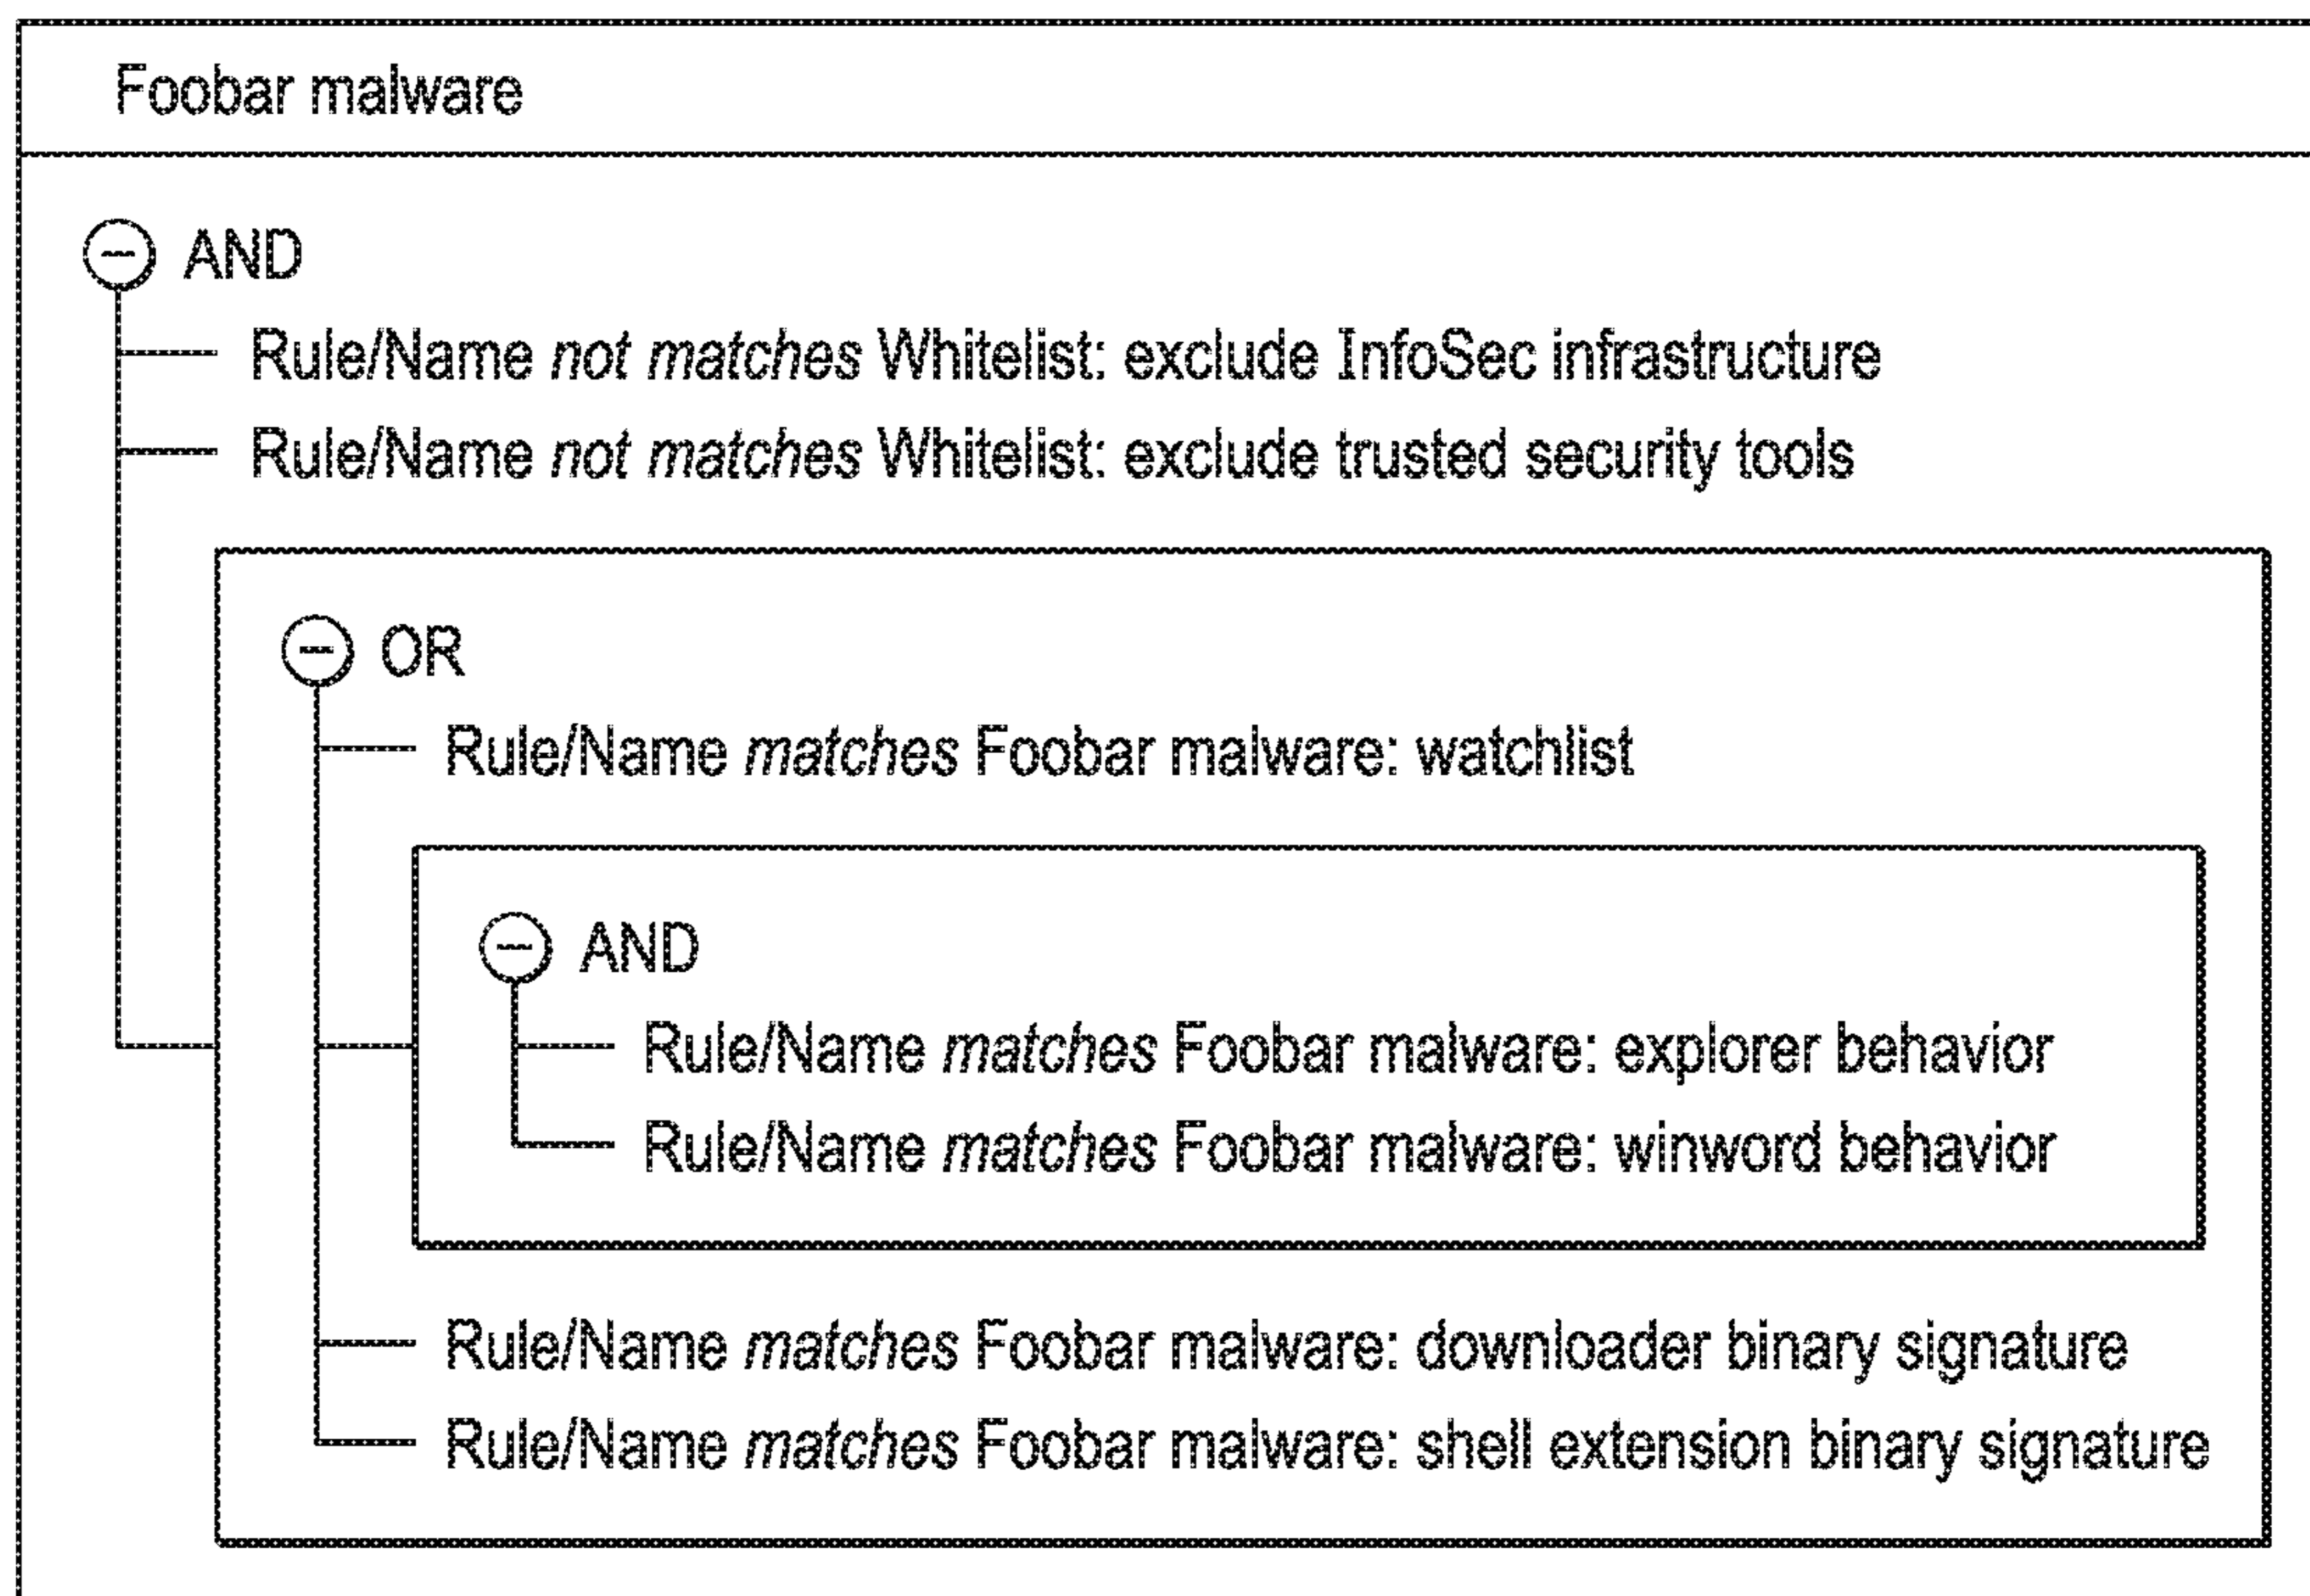 Foobar malware
AND
Rule/Name not matches Whitelist: exclude InfoSec infrastructure
Rule/Name not matches Whitelist: exclude trusted security tools
OR
Rule/Name matches Foobar malware: watchlist
AND
Rule/Name matches Foobar malware: explorer behavior
Rule/Name matches Foobar malware: winword behavior
Rule/Name matches Foobar malware: downloader binary signature
Rule/Name matches Foobar malware: shell extension binary signature